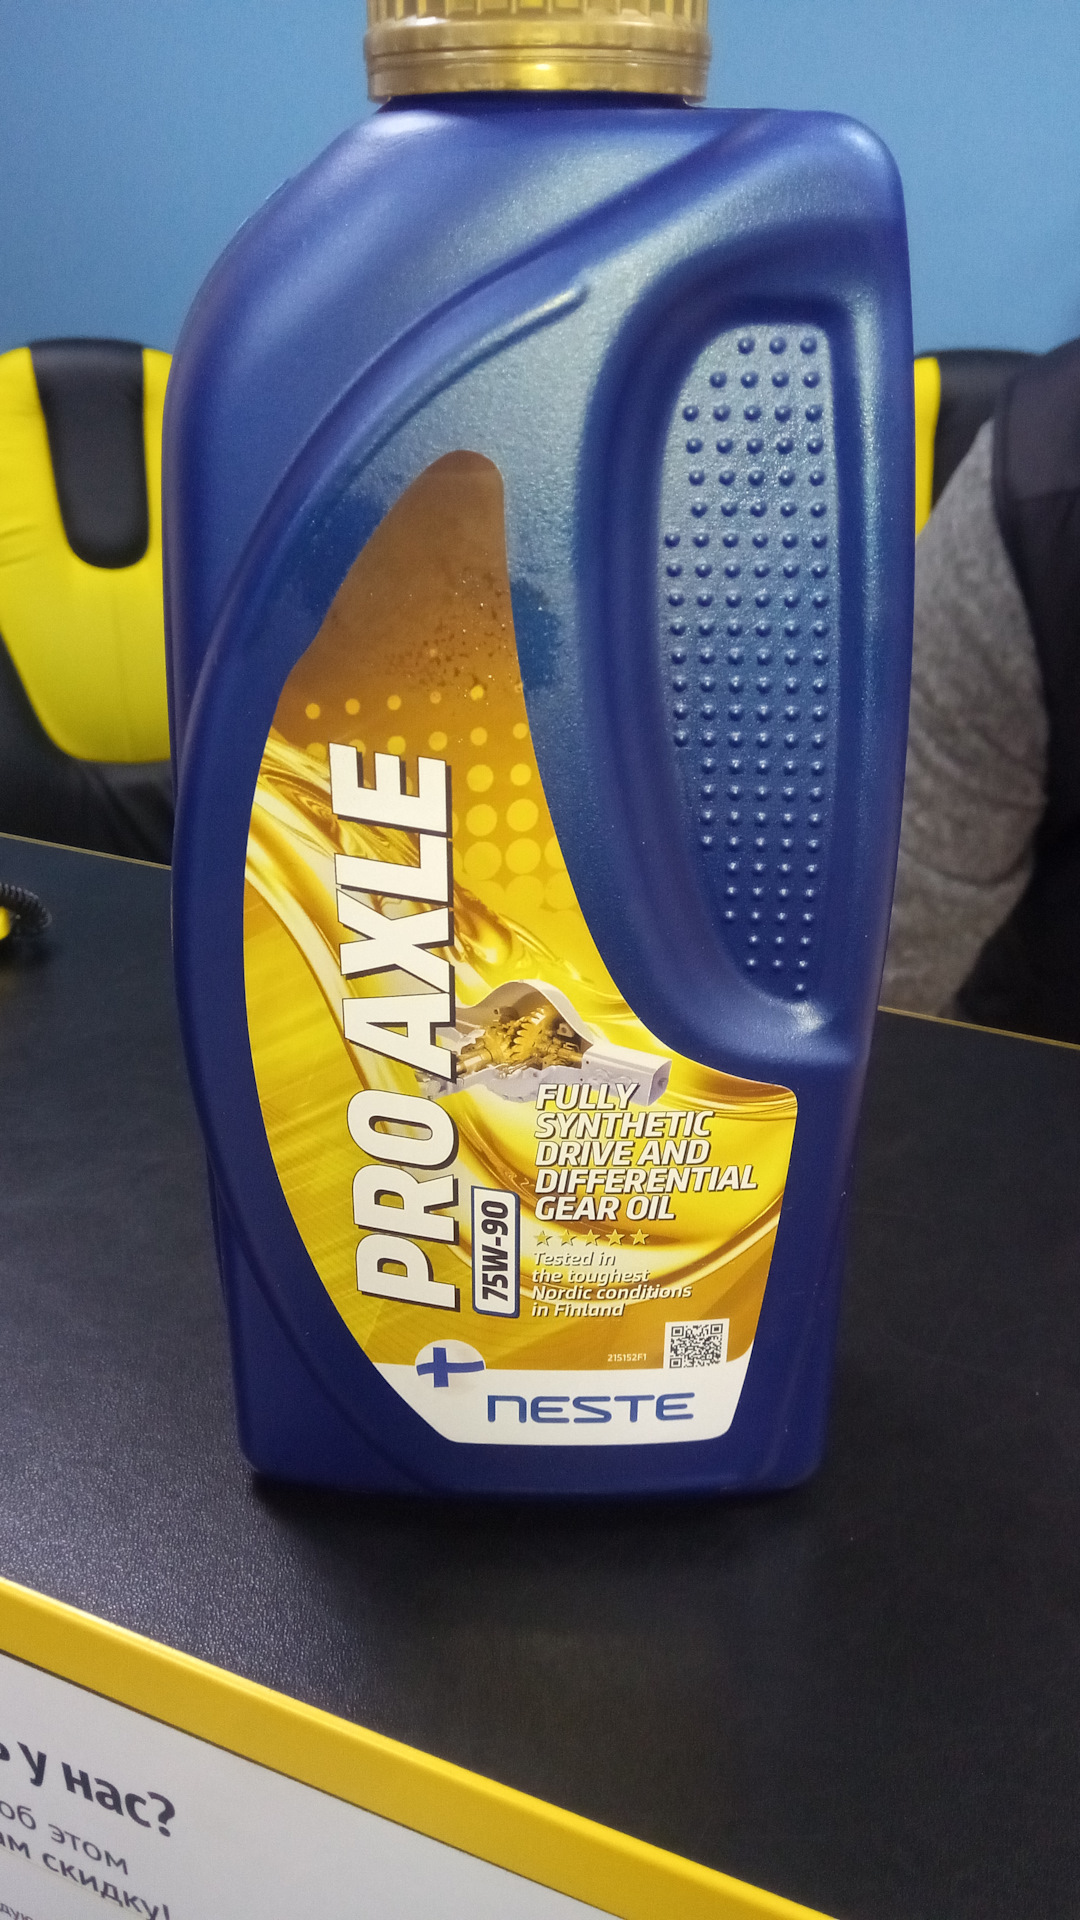 PRO AXLE
75W-90
FULLY
SYNTHETIC
DRIVE AND
DIFFERENTIAL
GEAR OIL
Tested in
the toughest
Nordic conditions
in Finland
215152F1
NESTE
у нас?
об этом
скидку!